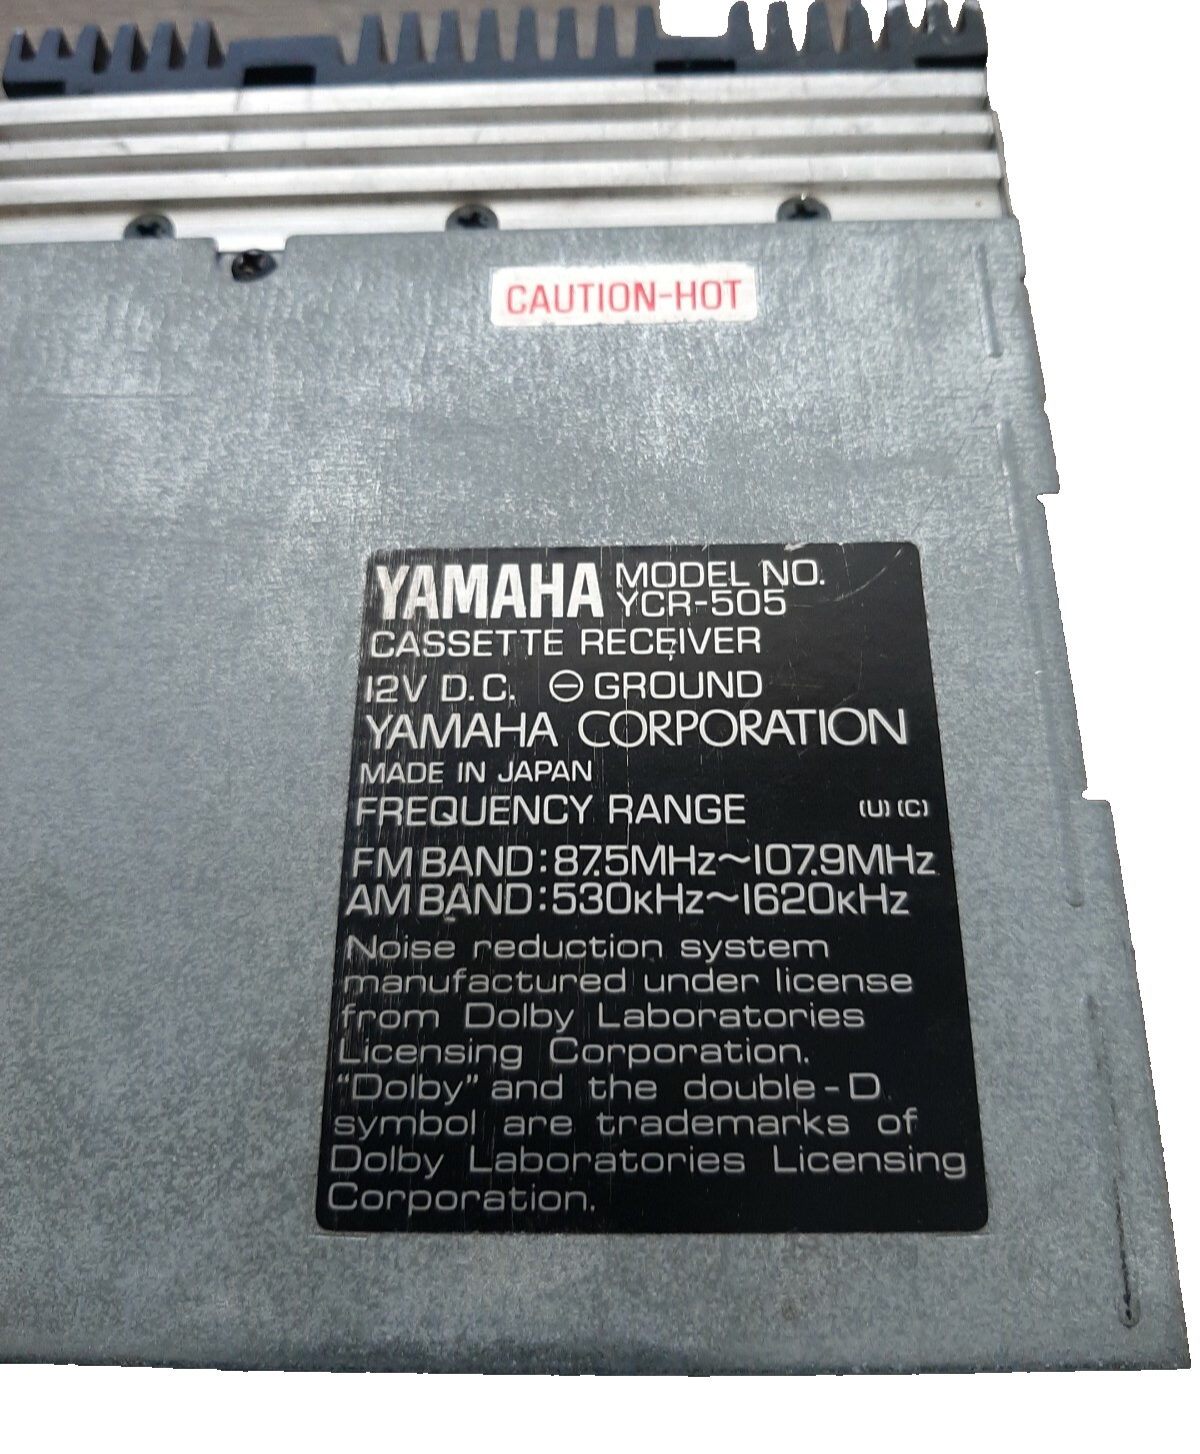 CAUTION-HOT
YAMAHA MODEL NO.
YCR-505
CASSETTE RECEIVER
12V D.C. ⊖ GROUND
YAMAHA CORPORATION
MADE IN JAPAN
FREQUENCY RANGE (U) (C)
FM BAND: 87.5MHz~107.9MHz
AM BAND: 530KHz~1620KHz
Noise reduction system
manufactured under license
from Dolby Laboratories
Licensing Corporation.
“Dolby” and the double-D
symbol are trademarks of
Dolby Laboratories Licensing
Corporation.